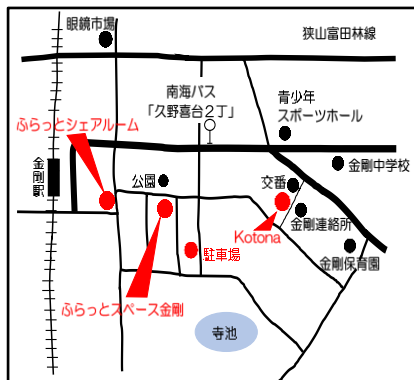 眼鏡市場
狭山富田林線
南海バス
「久野喜台２丁」
青少年
スポーツホール
ふらっとシェアルーム
金剛駅
公園
交番
金剛中学校
金剛連絡所
Kotona
駐車場
金剛保育園
ふらっとスペース金剛
寺池